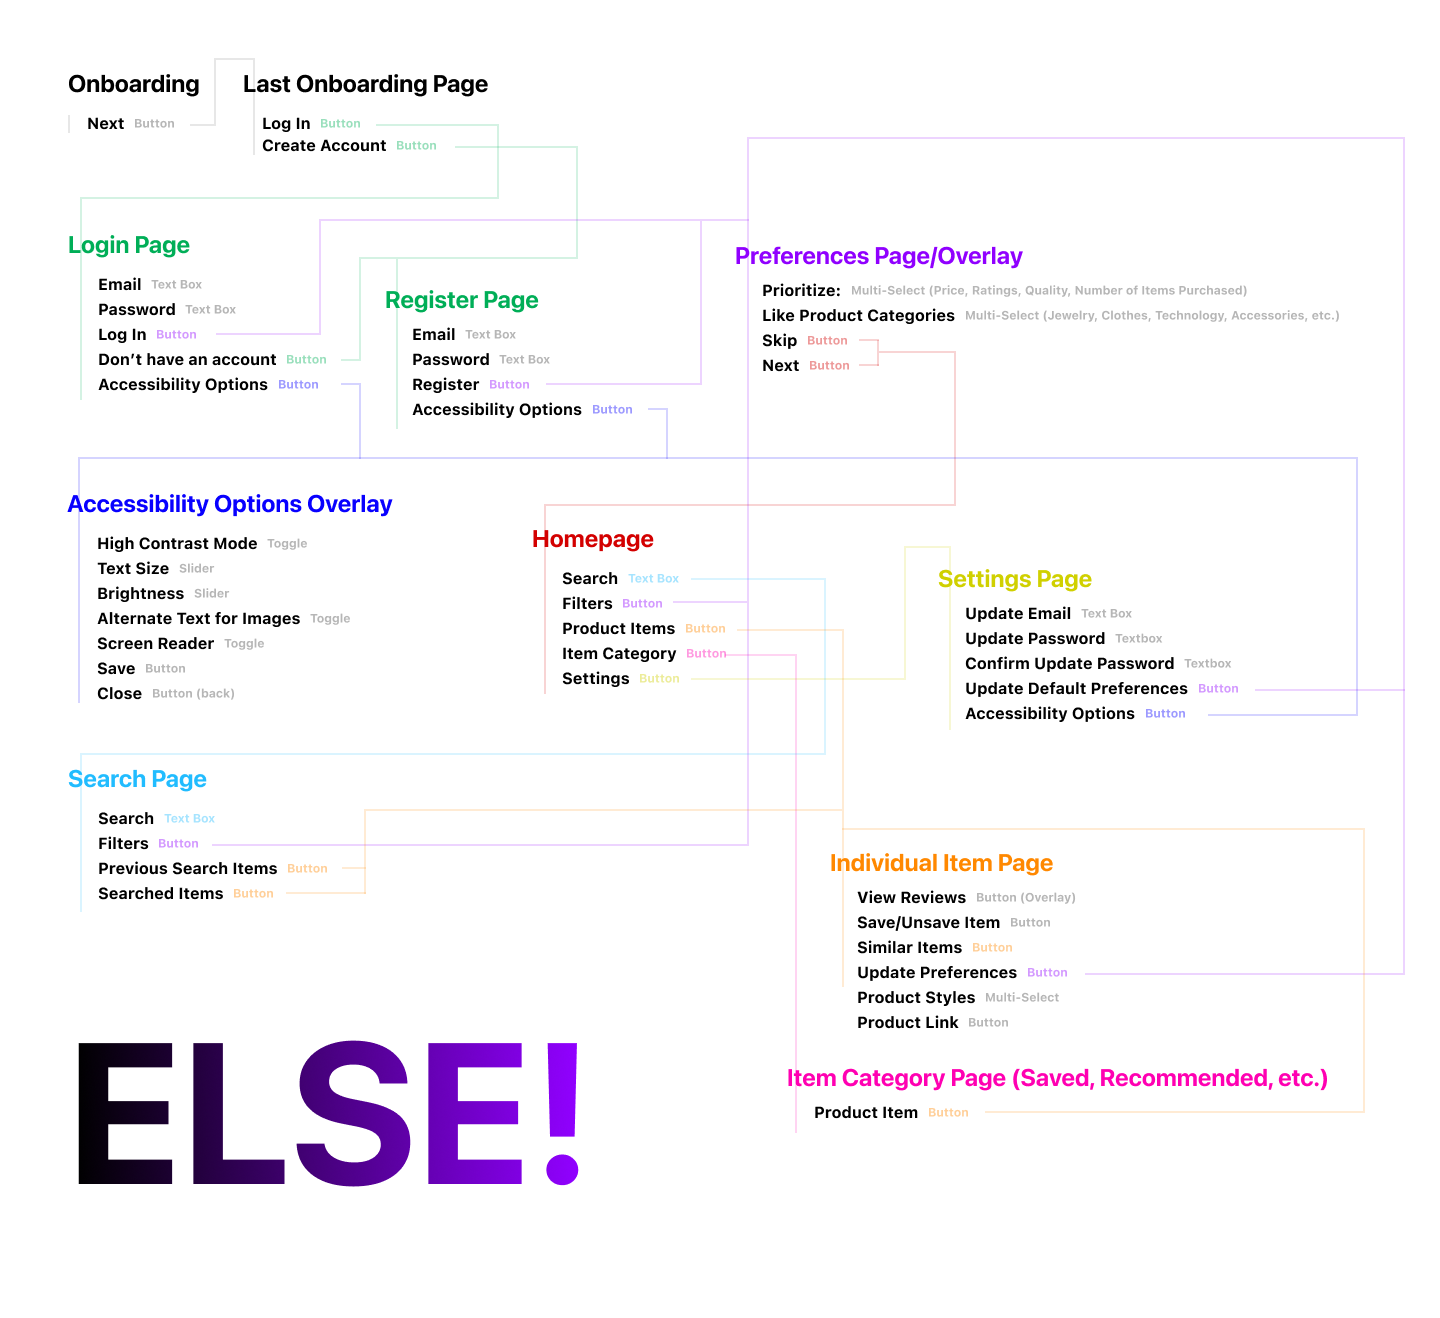 Onboarding
Next Button
Last Onboarding Page
Log In Button
Create Account Button
Login Page
Email Text Box
Password Text Box
Log In Button
Don’t have an account Button
Accessibility Options Button
Register Page
Email Text Box
Password Text Box
Register Button
Accessibility Options Button
Preferences Page/Overlay
Prioritize: Multi-Select (Price, Ratings, Quality, Number of Items Purchased)
Like Product Categories Multi-Select (Jewelry, Clothes, Technology, Accessories, etc.)
Skip Button
Next Button
Accessibility Options Overlay
High Contrast Mode Toggle
Text Size Slider
Brightness Slider
Alternate Text for Images Toggle
Screen Reader Toggle
Save Button
Close Button (back)
Homepage
Search Text Box
Filters Button
Product Items Button
Item Category Button
Settings Button
Settings Page
Update Email Text Box
Update Password Textbox
Confirm Update Password Textbox
Update Default Preferences Button
Accessibility Options Button
Search Page
Search Text Box
Filters Button
Previous Search Items Button
Searched Items Button
Individual Item Page
View Reviews Button (Overlay)
Save/Unsave Item Button
Similar Items Button
Update Preferences Button
Product Styles Multi-Select
Product Link Button
Item Category Page (Saved, Recommended, etc.)
Product Item Button
ELSE!